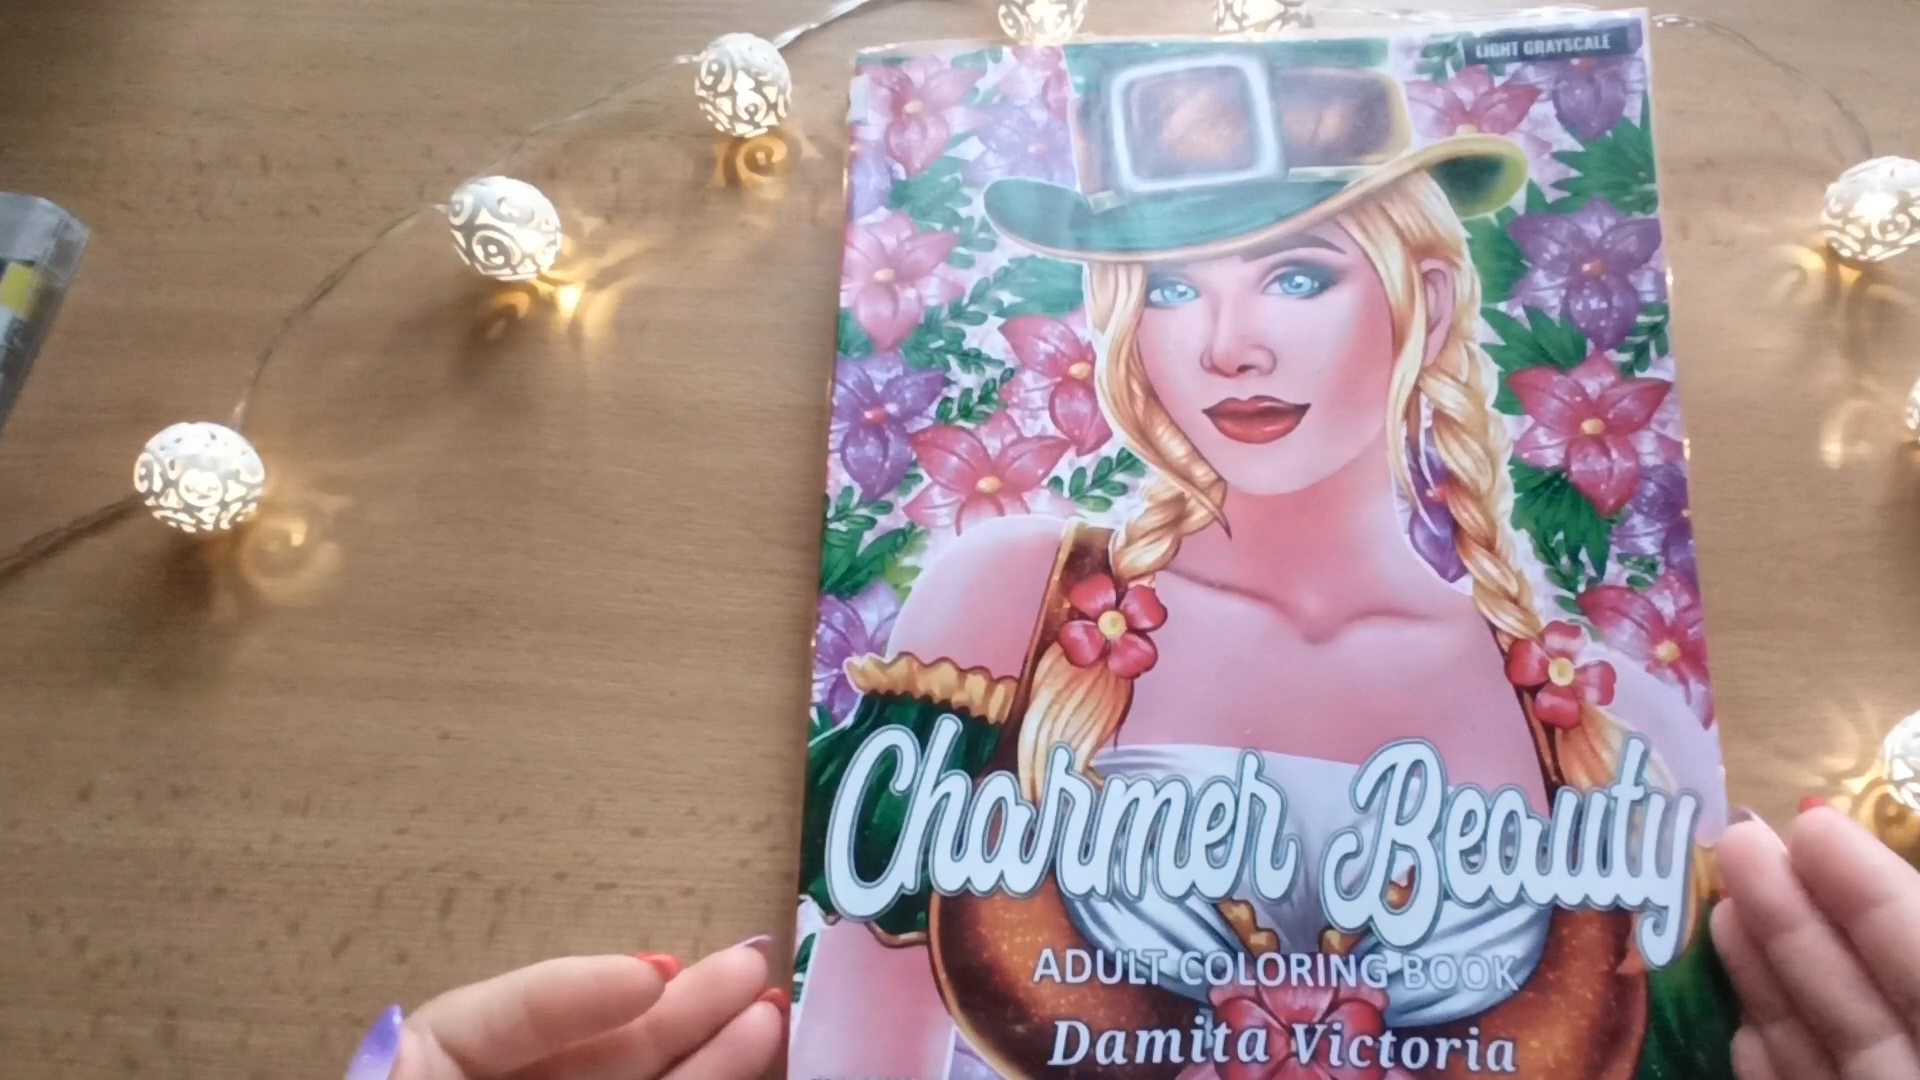 LIGHT GRAYSCALE
Charmer Beauty
ADULT COLORING BOOK
Damita Victoria